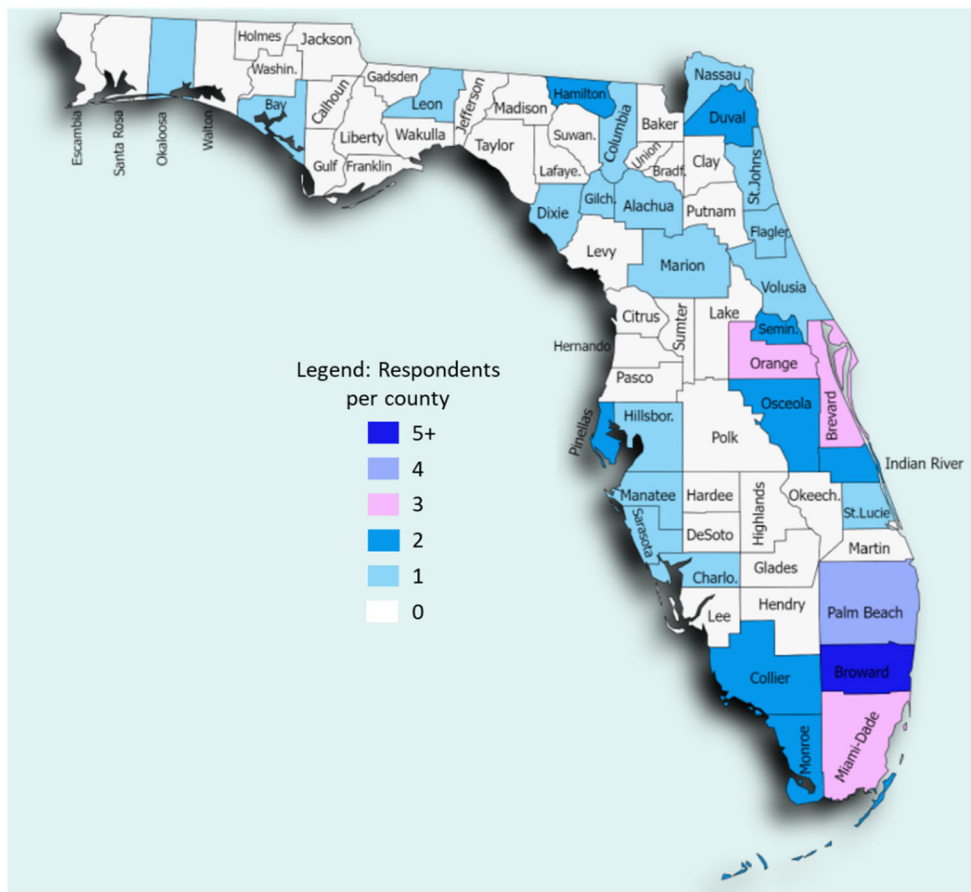 Holmes
Jackson
Washin.
Bay
Calhoun
Gadsden
Leon
Liberty
Gulf
Franklin
Wakulla
Jefferson
Madison
Taylor
Hamilton
Suwan.
Lafaye.
Columbia
Baker
Union
Bradf.
Nassau
Duval
Clay
St.Johns
Putnam
Escambia
Santa Rosa
Okaloosa
Walton
Dixie
Gilch.
Alachua
Flagler
Levy
Marion
Volusia
Citrus
Sumter
Lake
Semin.
Hernando
Orange
Pasco
Brevard
Osceola
Pinellas
Hillsbor.
Polk
Indian River
Manatee
Hardee
Highlands
Okeech.
St.Lucie
Sarasota
DeSoto
Martin
Charlo.
Glades
Lee
Hendry
Palm Beach
Collier
Broward
Monroe
Miami-Dade
Legend: Respondents
per county
5+
4
3
2
1
0